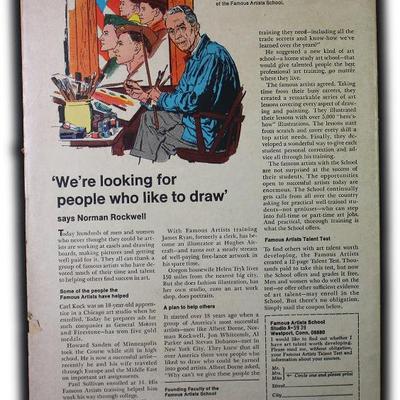 of the Famous Artists School.
'We're looking for
people who like to draw'
says Norman Rockwell
Today hundreds of men and women
who never thought they could be art-
ists are working at easels and drawing
boards, making pictures and getting
well paid for it. They all can thank a
group of famous artists who have de-
voted much of their time and talent
to helping others find success in art.
Some of the people the
Famous Artists have helped
Carl Kock was an 18-year-old appren-
tice in a Chicago art studio when he
enrolled. Today he prepares ads for
such companies as General Motors
and Firestone—has won five gold
medals.
Howard Sanden of Minneapolis
took the Course while still in high
school. He is now a successful artist—
recently he and his wife traveled
through Europe and the Middle East
on important art assignments.
Paul Sullivan enrolled at 14. His
Famous Artists training helped him
work his way through college.
With Famous Artists training
James Ryan, formerly a clerk, has be-
come an illustrator at Hughes Air-
craft—and turns out a steady stream
of well-paying free-lance artwork in
his spare time.
Oregon housewife Helen Tryk lives
150 miles from the nearest big city.
But she does fashion illustration, has
her own studio, runs an art work
shop, does portraits.
A plan to help others
It started over 18 years ago when a
group of America's most successful
artists—men like Albert Dorne, Nor-
man Rockwell, Jon Whitcomb, Al
Parker and Stevan Dohanos—met in
New York City. They knew that all
over America there were people who
liked to draw who could be turned
into good artists. Albert Dorne asked,
"Why can't we give these people the
Founding Faculty of the
Famous Artists School
training they need—including all the
trade secrets and know-how we've
learned over the years?"
He suggested a new kind of art
school—a home study art school—that
would give talented people the best
professional art training, go matter
where they live.
The famous artists agreed. Taking
time from their busy careers, they
created a remarkable series of art
lessons covering every aspect of draw-
ing and painting. They illustrated
their lessons with over 5,000 "here's-
how" illustrations. The lessons start
from scratch and cover every skill a
top artist needs. Finally, they de-
veloped a wonderful way to give each
student personal correction and ad-
vice all through his training.
The famous artists with the School
are not surprised at the success of
their students. The opportunities
open to successful artists today are
enormous. The School continually
gets calls from all over the country
asking for practical well-trained stu-
dents—not geniuses—who can step
into full-time or part-time art jobs.
And practical, thorough training is
what the School gives.
Famous Artists Talent Test
To find others with art talent worth
developing, the Famous Artists
created a 12-page Talent Test. Thou-
sands paid to take this test, but now
the School offers and grades it free.
Men and women who do well on the
test—or offer other sufficient evidence
of art talent—may enroll in the
School. But there's no obligation.
Simply mail the coupon below.
Famous Artists School
Westport, Conn. 06880
I would like to find out whether I
have art talent worth developing.
Please send me, without obligation,
your Famous Artists Talent Test and
information.
Mr.
Mrs. Circle one and please print
Miss
Street
City